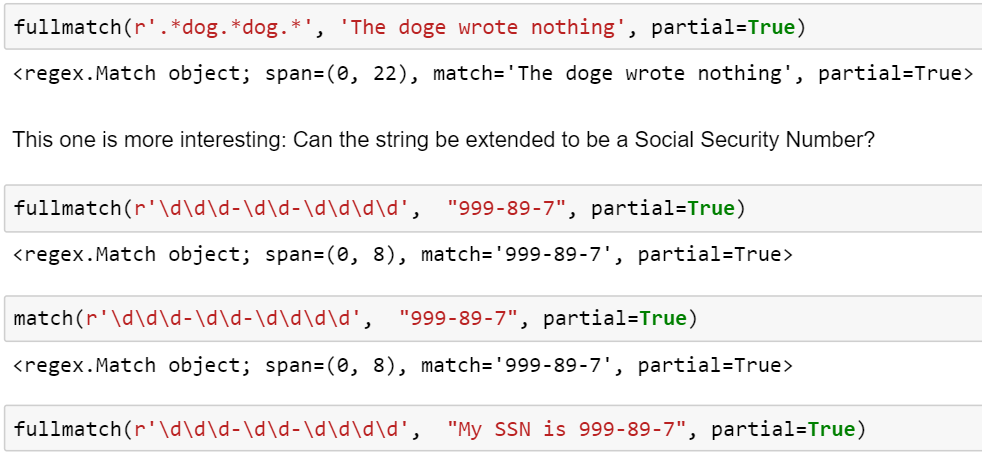 fullmatch(r'.*dog.*dog.*', 'The doge wrote nothing', partial=True)
<regex.Match object; span=(0, 22), match='The doge wrote nothing', partial=True>
This one is more interesting: Can the string be extended to be a Social Security Number?
fullmatch(r'\d\d\d-\d\d-\d\d\d\d',  "999-89-7", partial=True)
<regex.Match object; span=(0, 8), match='999-89-7', partial=True>
match(r'\d\d\d-\d\d-\d\d\d\d',  "999-89-7", partial=True)
<regex.Match object; span=(0, 8), match='999-89-7', partial=True>
fullmatch(r'\d\d\d-\d\d-\d\d\d\d',  "My SSN is 999-89-7", partial=True)